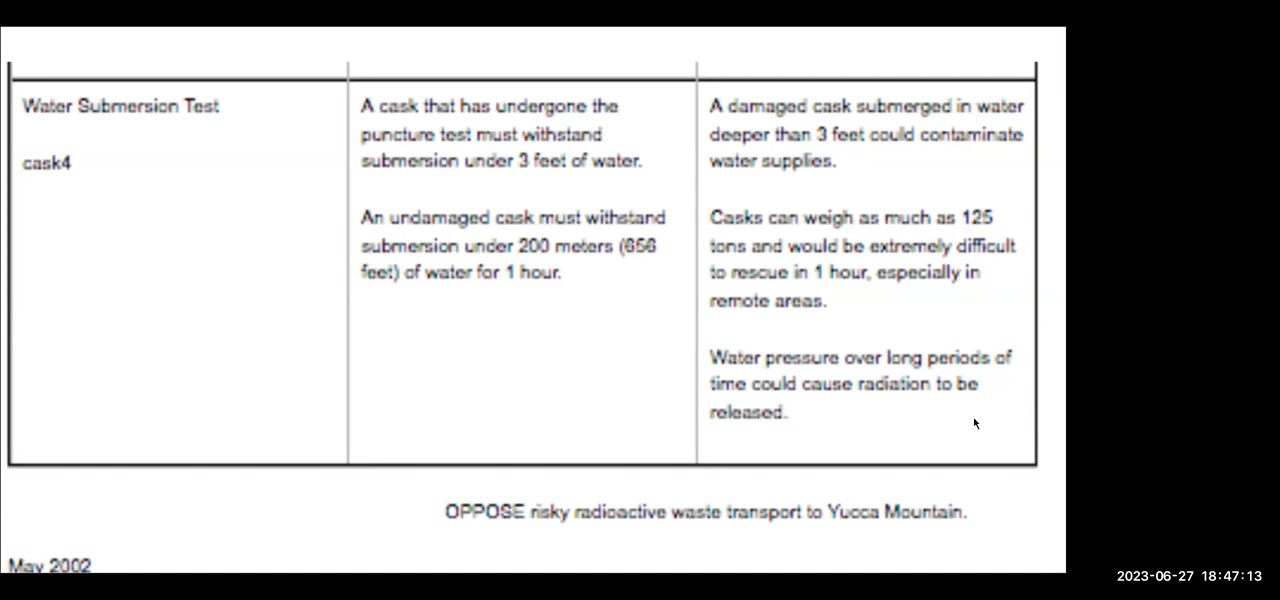 Water Submersion Test
cask4
A cask that has undergone the
puncture test must withstand
submersion under 3 feet of water.
An undamaged cask must withstand
submersion under 200 meters (656
feet) of water for 1 hour.
A damaged cask submerged in water
deeper than 3 feet could contaminate
water supplies.
Casks can weigh as much as 125
tons and would be extremely difficult
to rescue in 1 hour, especially in
remote areas.
Water pressure over long periods of
time could cause radiation to be
released.
OPPOSE risky radioactive waste transport to Yucca Mountain.
May 2002
2023-06-27 18:47:13